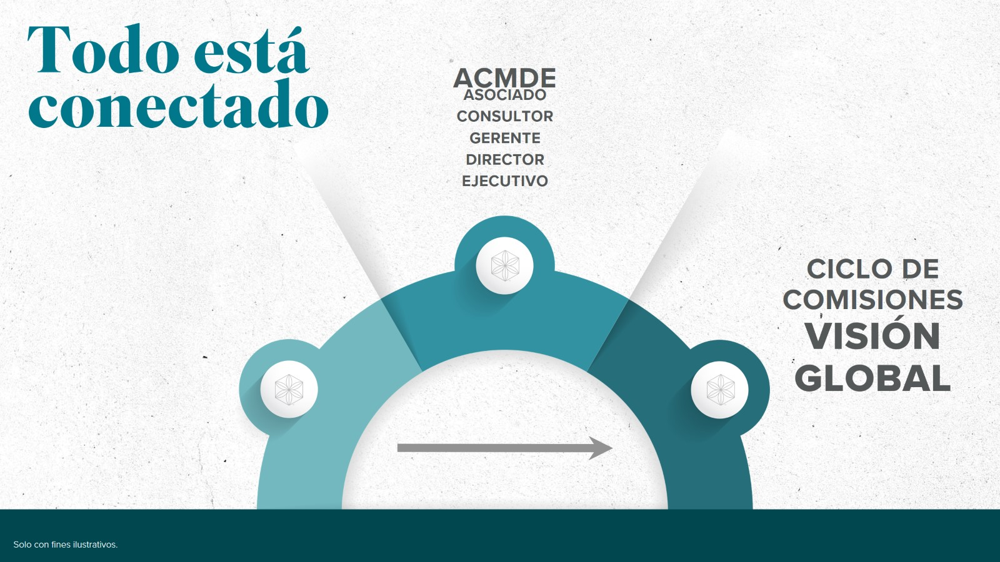 Todo está
conectado
ACMDE
ASOCIADO
CONSULTOR
GERENTE
DIRECTOR
EJECUTIVO
CICLO DE
COMISIONES
VISIÓN
GLOBAL
Solo con fines ilustrativos.